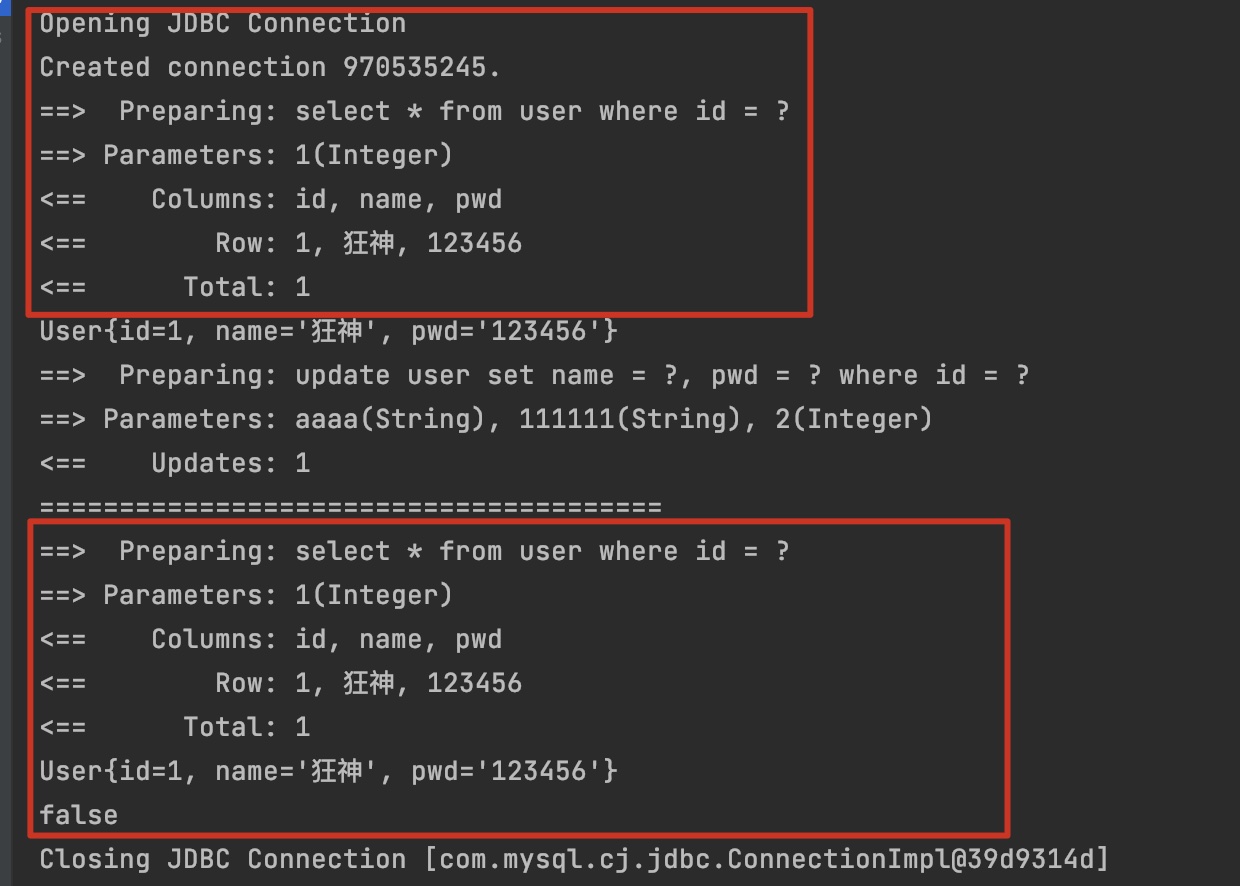 Opening JDBC Connection
Created connection 970535245.
==>  Preparing: select * from user where id = ?
==> Parameters: 1(Integer)
<==    Columns: id, name, pwd
<==        Row: 1, 狂神, 123456
<==      Total: 1
User{id=1, name='狂神', pwd='123456'}
==>  Preparing: update user set name = ?, pwd = ? where id = ?
==> Parameters: aaaa(String), 111111(String), 2(Integer)
<==    Updates: 1
=======================================
==>  Preparing: select * from user where id = ?
==> Parameters: 1(Integer)
<==    Columns: id, name, pwd
<==        Row: 1, 狂神, 123456
<==      Total: 1
User{id=1, name='狂神', pwd='123456'}
false
Closing JDBC Connection [com.mysql.cj.jdbc.ConnectionImpl@39d9314d]